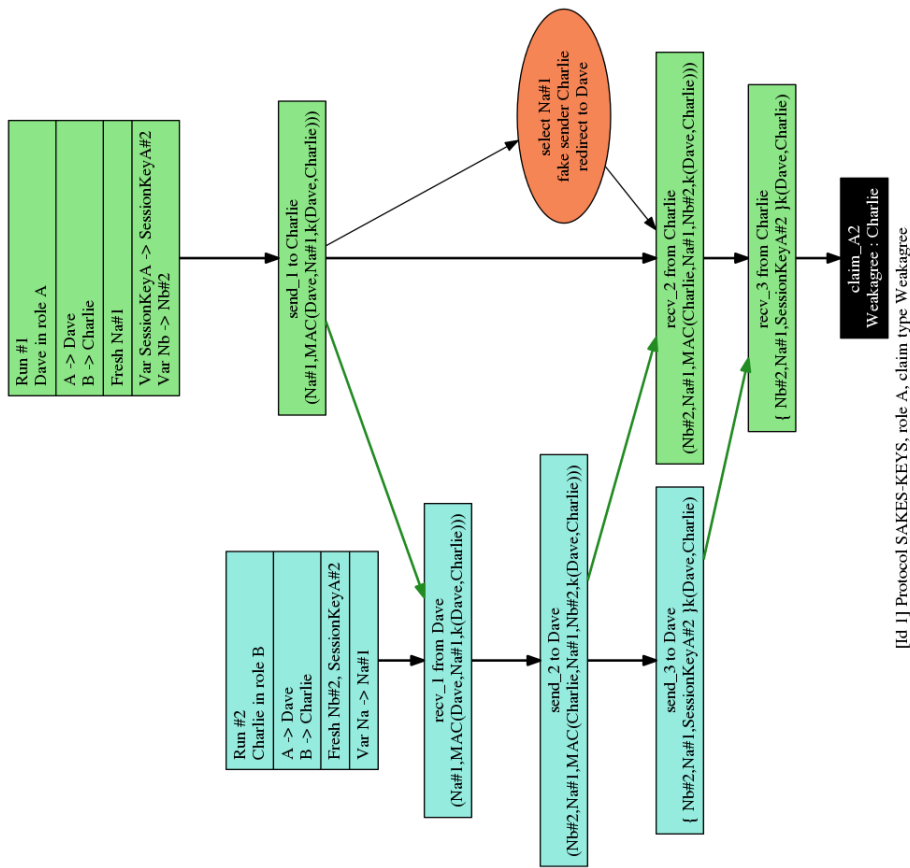 Run #1
Dave in role A
A -> Dave
B -> Charlie
Fresh Na#1
Var SessionKeyA -> SessionKeyA#2
Var Nb -> Nb#2
send_1 to Charlie
(Na#1,MAC(Dave,Na#1,k(Dave,Charlie)))
select Na#1
fake sender Charlie
redirect to Dave
Run #2
Charlie in role B
A -> Dave
B -> Charlie
Fresh Nb#2, SessionKeyA#2
Var Na -> Na#1
recv_1 from Dave
(Na#1,MAC(Dave,Na#1,k(Dave,Charlie)))
send_2 to Dave
(Nb#2,Na#1,MAC(Charlie,Na#1,Nb#2,k(Dave,Charlie)))
recv_2 from Charlie
(Nb#2,Na#1,MAC(Charlie,Na#1,Nb#2,k(Dave,Charlie)))
send_3 to Dave
{ Nb#2,Na#1,SessionKeyA#2 }k(Dave,Charlie)
recv_3 from Charlie
{ Nb#2,Na#1,SessionKeyA#2 }k(Dave,Charlie)
claim_A2
Weakagree : Charlie
[Id 1] Protocol SAKES-KEYS, role A, claim type Weakagree